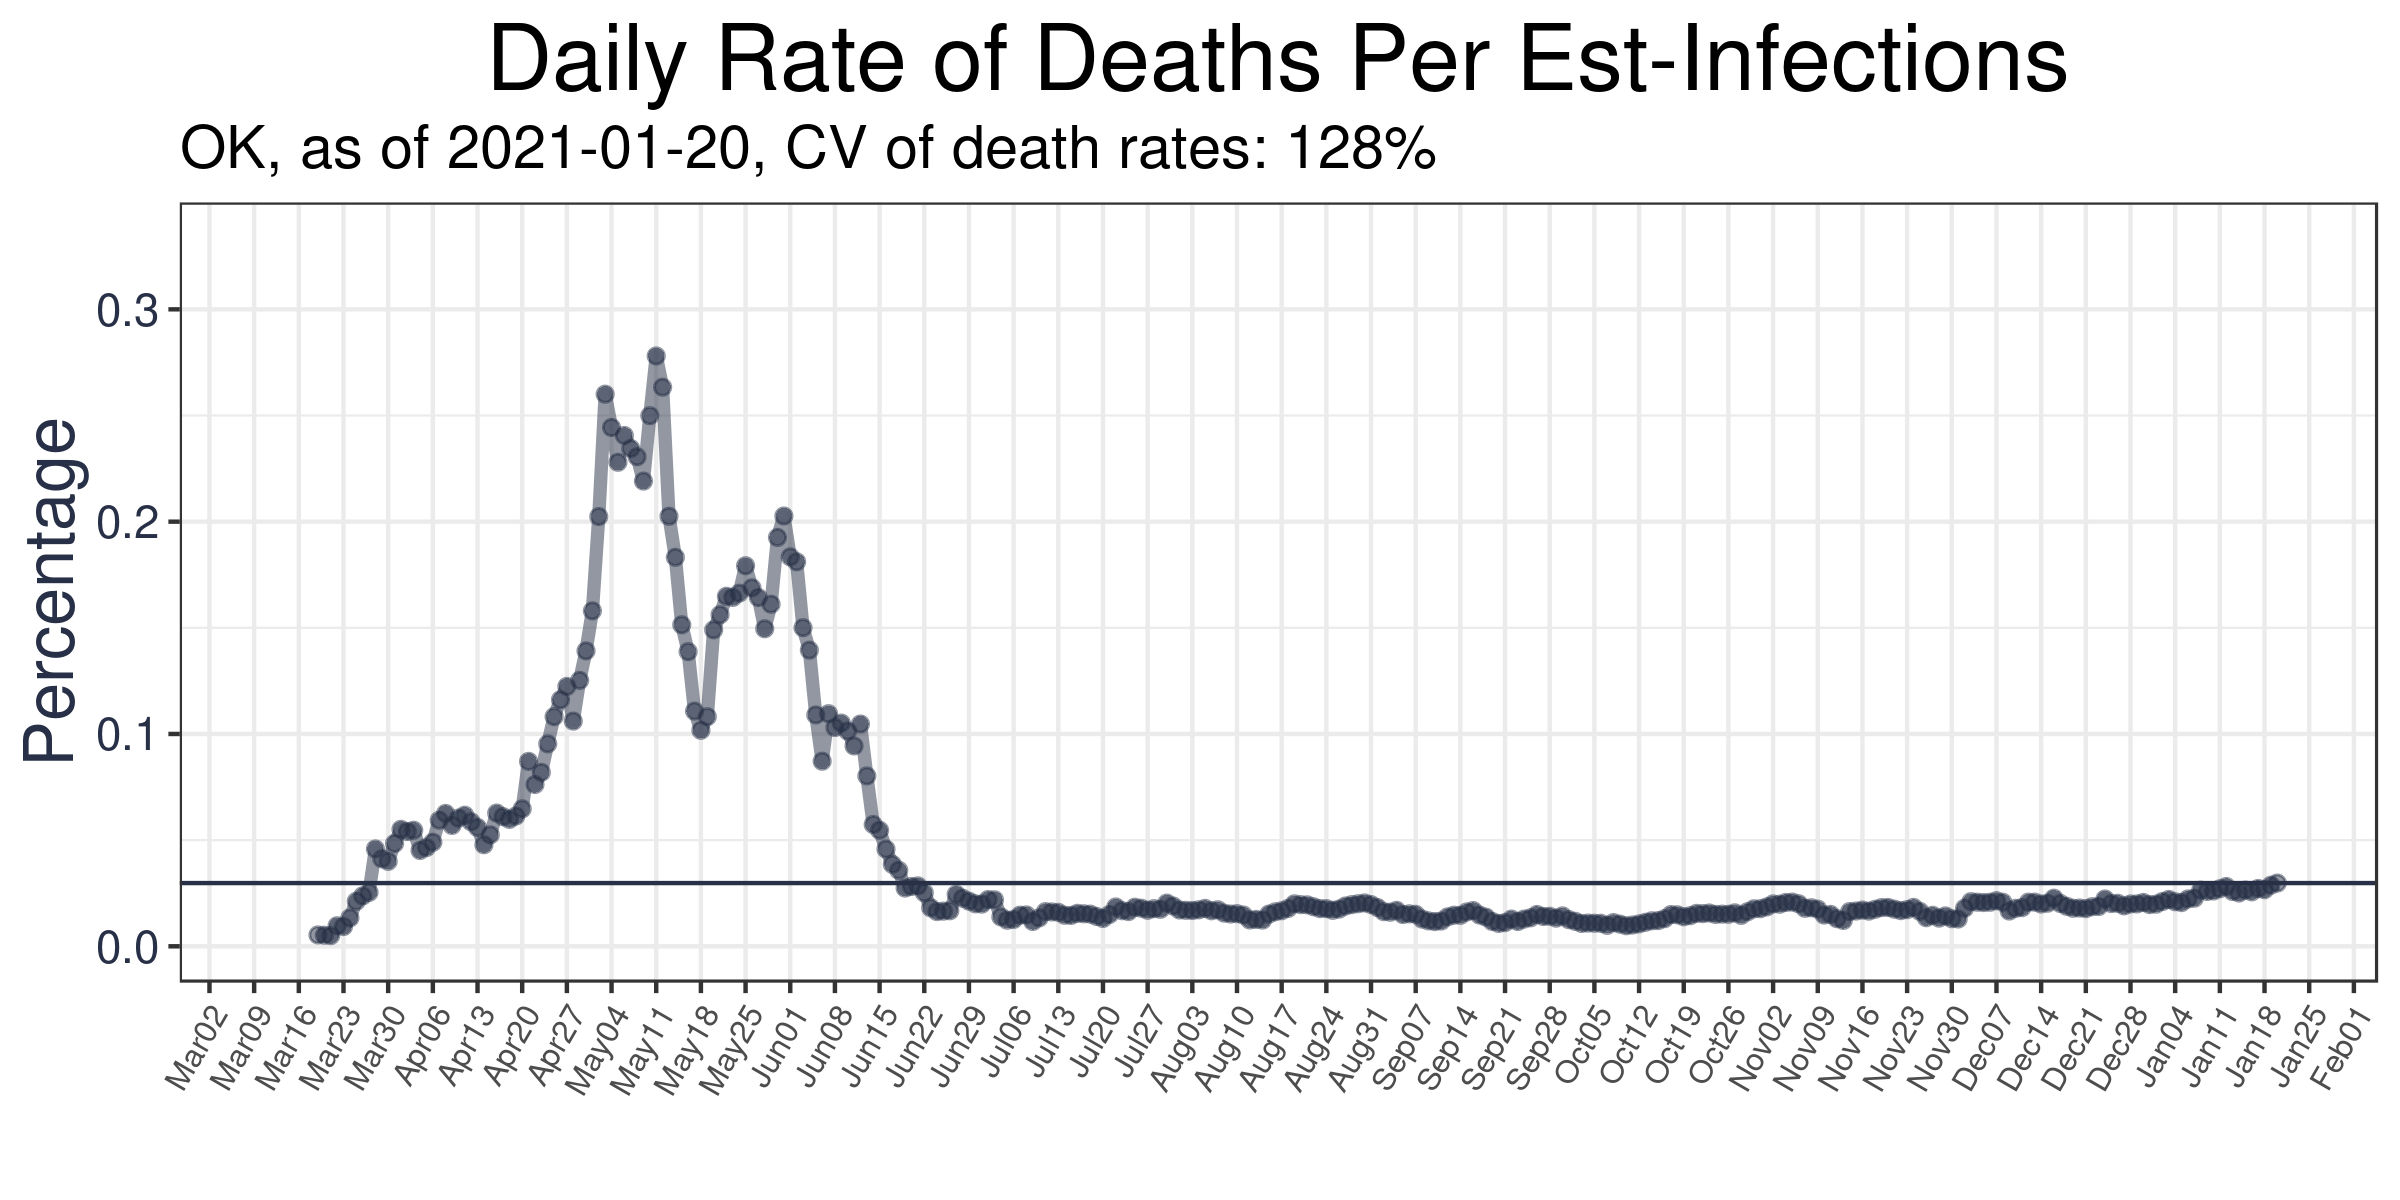 Daily Rate of Deaths Per Est-Infections
OK, as of 2021-01-20, CV of death rates: 128%
Percentage
0.3
0.2
0.1
0.0
Mar02
Mar09
Mar16
Mar23
Mar30
Apr06
Apr13
Apr20
Apr27
May04
May11
May18
May25
Jun01
Jun08
Jun15
Jun22
Jun29
Jul06
Jul13
Jul20
Jul27
Aug03
Aug10
Aug17
Aug24
Aug31
Sep07
Sep14
Sep21
Sep28
Oct05
Oct12
Oct19
Oct26
Nov02
Nov09
Nov16
Nov23
Nov30
Dec07
Dec14
Dec21
Dec28
Jan04
Jan11
Jan18
Jan25
Feb01